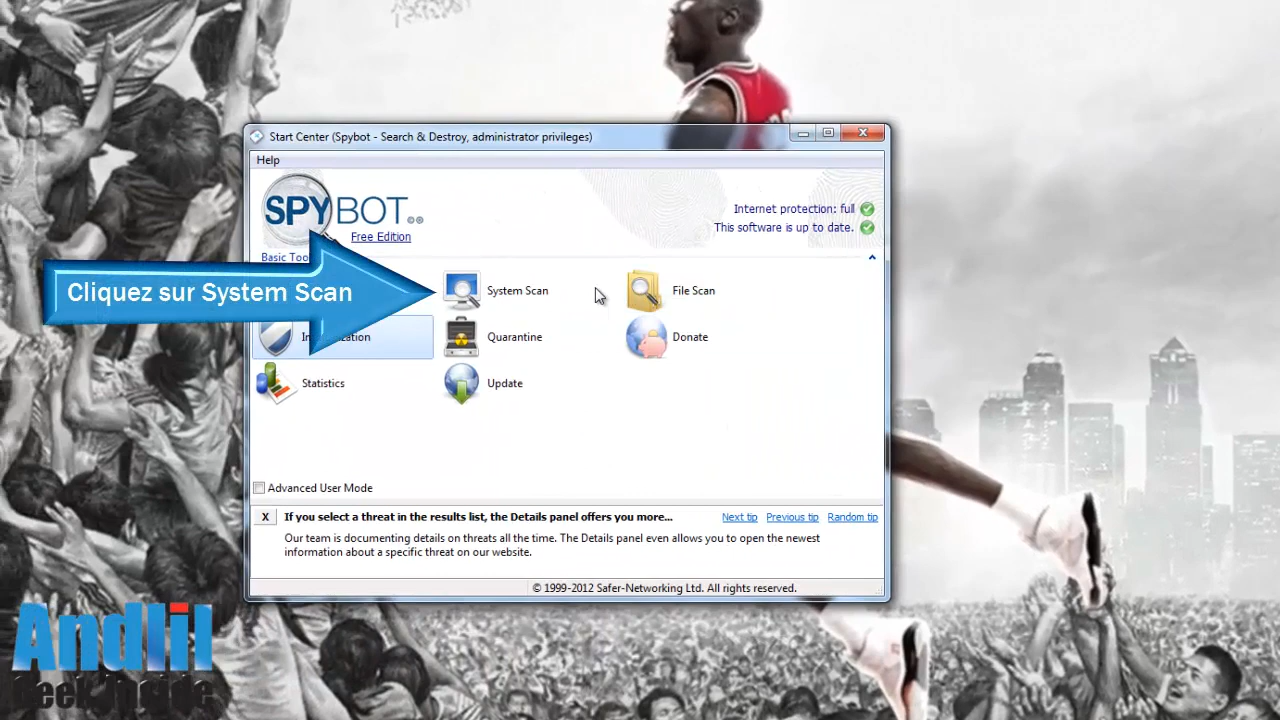 Start Center (Spybot - Search & Destroy, administrator privileges)
Help
SPYBOT
Free Edition
Internet protection: full
This software is up to date.
Basic Too
Cliquez sur System Scan
System Scan
File Scan
Quarantine
Donate
Statistics
Update
Advanced User Mode
X
If you select a threat in the results list, the Details panel offers you more...
Next tip
Previous tip
Random tip
Our team is documenting details on threats all the time. The Details panel even allows you to open the newest
information about a specific threat on our website.
© 1999-2012 Safer-Networking Ltd. All rights reserved.
Andlil
Geek Inside